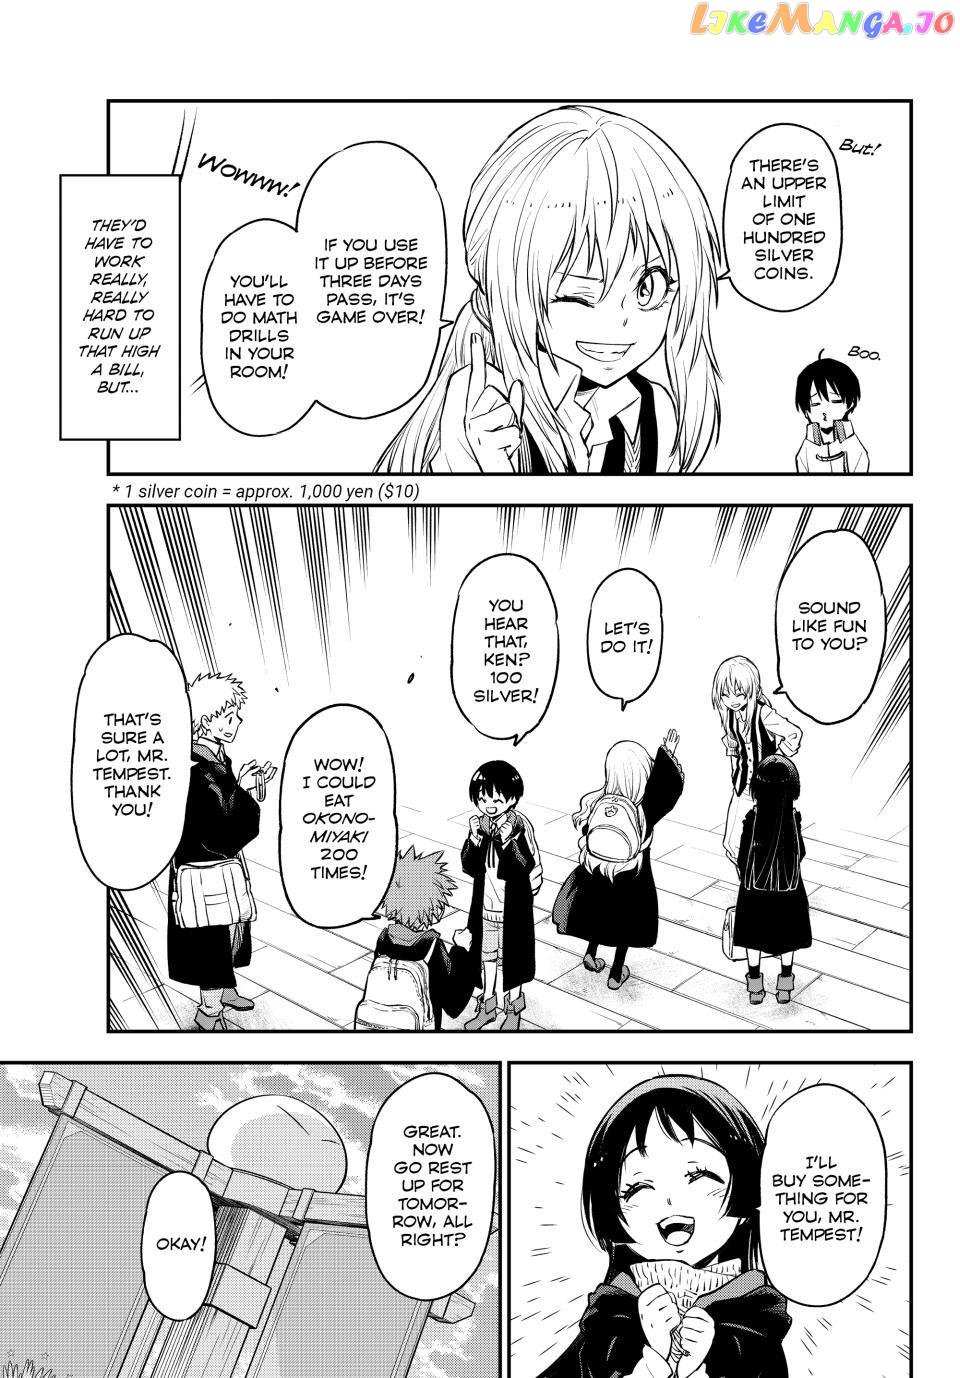 LIKEMANGA.IO
But!
THERE'S
AN UPPER
LIMIT
OF ONE
HUNDRED
SILVER
COINS.
Boo.
Wowww!
IF YOU USE
IT UP BEFORE
THREE DAYS
PASS, IT'S
GAME OVER!
YOU'LL
HAVE TO
DO MATH
DRILLS
IN YOUR
ROOM!
THEY'D
HAVE TO
WORK
REALLY,
REALLY
HARD TO
RUN UP
THAT HIGH
A BILL,
BUT...
* 1 silver coin = approx. 1,000 yen ($10)
SOUND
LIKE FUN
TO YOU?
LET'S
DO IT!
YOU
HEAR
THAT,
KEN?
100
SILVER!
WOW!
I COULD
EAT
OKONO-
MIYAKI
200
TIMES!
THAT'S
SURE A
LOT, MR.
TEMPEST.
THANK
YOU!
I'LL
BUY SOME-
THING FOR
YOU, MR.
TEMPEST!
GREAT.
NOW
GO REST
UP FOR
TOMOR-
ROW, ALL
RIGHT?
OKAY!